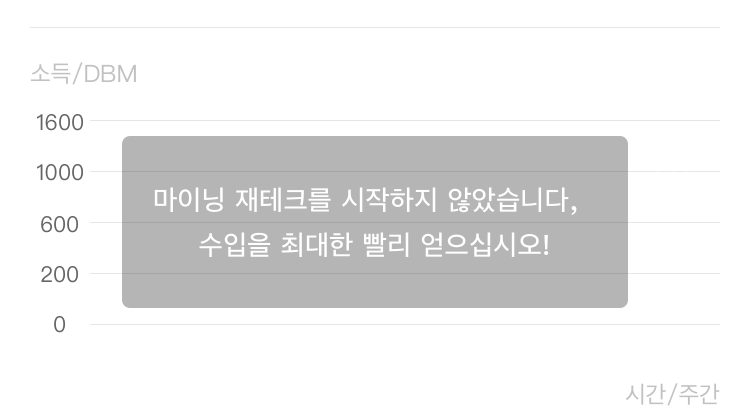 소득/DBM
1600
1000
600
200
0
마이닝 재테크를 시작하지 않았습니다,
수입을 최대한 빨리 얻으십시오!
시간/주간